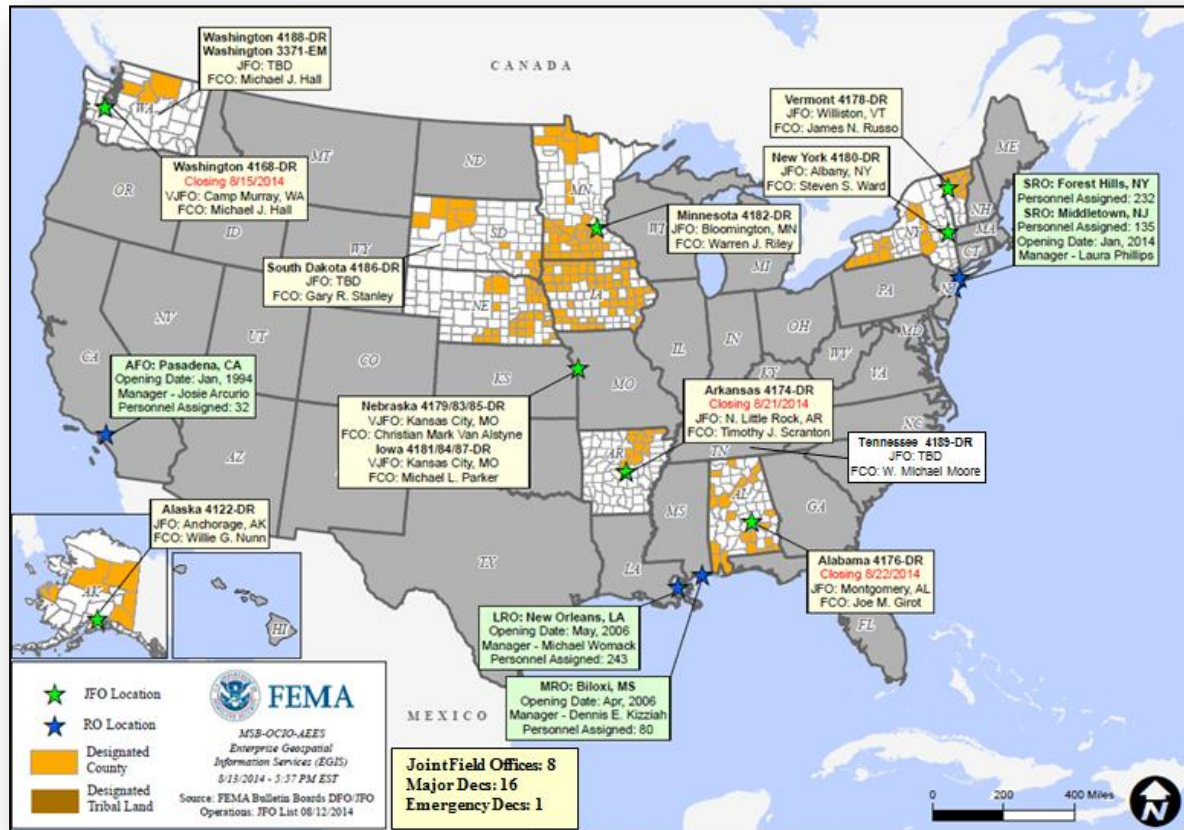 CANADA
Washington 4188-DR
Washington 3371-EM
JFO: TBD
FCO: Michael J. Hall
Washington 4168-DR
Closing 8/15/2014
VJFO: Camp Murray, WA
FCO: Michael J. Hall
Vermont 4178-DR
JFO: Williston, VT
FCO: James N. Russo
New York 4180-DR
JFO: Albany, NY
FCO: Steven S. Ward
SRO: Forest Hills, NY
Personnel Assigned: 232
SRO: Middletown, NJ
Personnel Assigned: 135
Opening Date: Jan, 2014
Manager - Laura Phillips
Minnesota 4182-DR
JFO: Bloomington, MN
FCO: Warren J. Riley
South Dakota 4186-DR
JFO: TBD
FCO: Gary R. Stanley
AFO: Pasadena, CA
Opening Date: Jan, 1994
Manager - Josie Arcurio
Personnel Assigned: 32
Nebraska 4179/83/85-DR
VJFO: Kansas City, MO
FCO: Christian Mark Van Alstyne
Iowa 4181/84/87-DR
VJFO: Kansas City, MO
FCO: Michael L. Parker
Arkansas 4174-DR
Closing 8/21/2014
JFO: N. Little Rock, AR
FCO: Timothy J. Scranton
Tennessee 4189-DR
JFO: TBD
FCO: W. Michael Moore
Alaska 4122-DR
JFO: Anchorage, AK
FCO: Willie G. Nunn
Alabama 4176-DR
Closing 8/22/2014
JFO: Montgomery, AL
FCO: Joe M. Girot
LRO: New Orleans, LA
Opening Date: May, 2006
Manager - Michael Womack
Personnel Assigned: 243
MRO: Biloxi, MS
Opening Date: Apr, 2006
Manager - Dennis E. Kizziah
Personnel Assigned: 80
WA
OR
MT
ID
WY
ND
SD
NE
MN
IA
WI
MI
NV
UT
CA
CO
AZ
KS
MO
IL
IN
OH
KY
WV
VA
PA
NY
NJ
MD
CT
MA
NH
ME
NC
TN
AR
MS
AL
GA
LA
TX
FL
AK
HI
MEXICO
JFO Location
RO Location
Designated
County
Designated
Tribal Land
FEMA
MSB-OCIO-AEES
Enterprise Geospatial
Information Services (EGIS)
8/13/2014 - 5:57 PM EST
Source: FEMA Bulletin Boards DFO/JFO
Operations: JFO List 08/12/2014
Joint Field Offices: 8
Major Decs: 16
Emergency Decs: 1
0 200 400 Miles
N